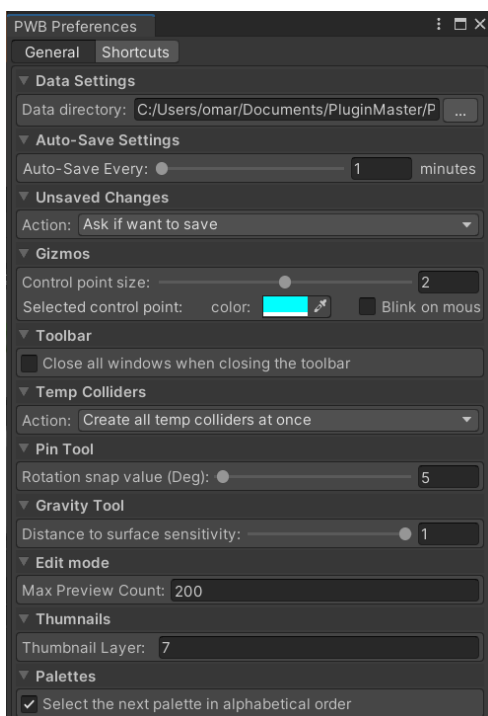 PWB Preferences
General Shortcuts
Data Settings
Data directory: C:/Users/omar/Documents/PluginMaster/P ...
Auto-Save Settings
Auto-Save Every: 1 minutes
Unsaved Changes
Action: Ask if want to save
Gizmos
Control point size: 2
Selected control point: color: Blink on mous
Toolbar
Close all windows when closing the toolbar
Temp Colliders
Action: Create all temp colliders at once
Pin Tool
Rotation snap value (Deg): 5
Gravity Tool
Distance to surface sensitivity: 1
Edit mode
Max Preview Count: 200
Thumnails
Thumbnail Layer: 7
Palettes
Select the next palette in alphabetical order